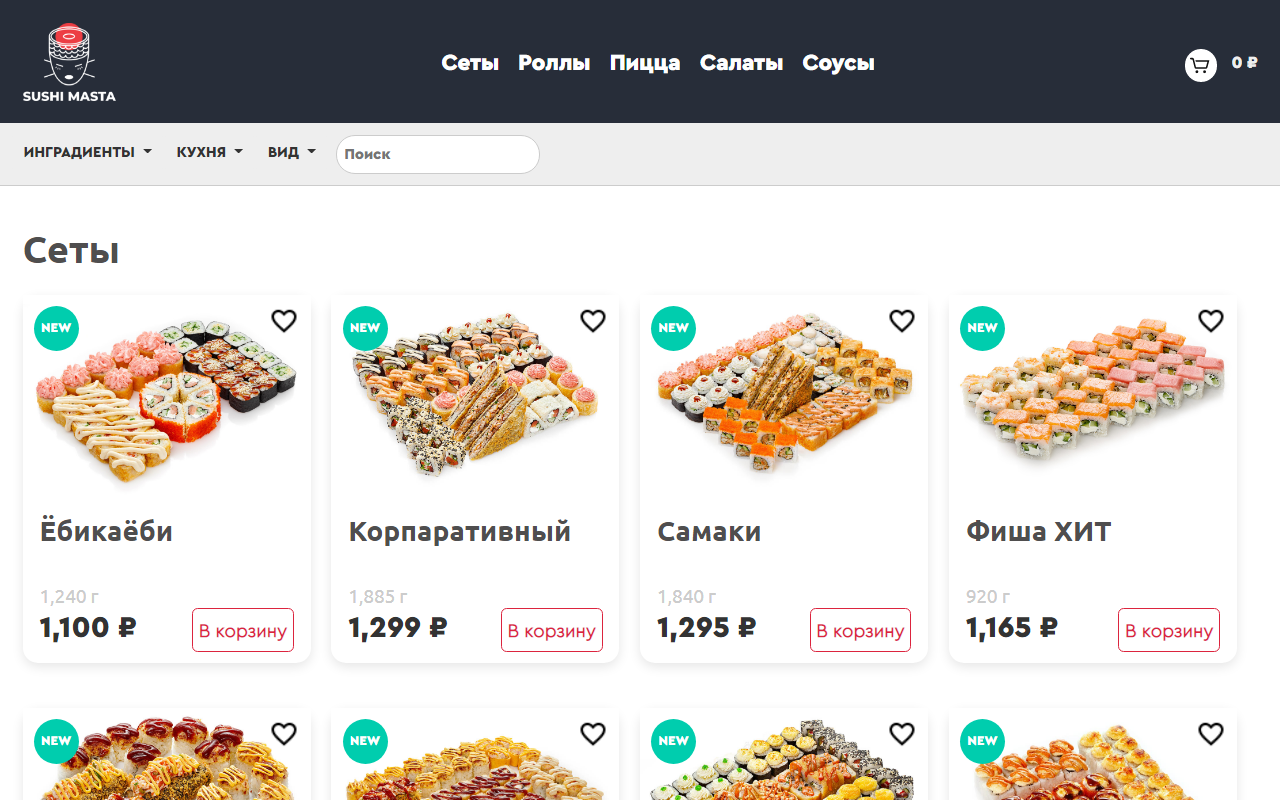 SUSHI MASTA
Сеты Роллы Пицца Салаты Соусы
0 ₽
ИНГРАДИЕНТЫ КУХНЯ ВИД Поиск
Сеты
NEW NEW NEW NEW
Ёбикаёби Корпаративный Самаки Фиша ХИТ
1,240 г 1,885 г 1,840 г 920 г
1,100 ₽ В корзину 1,299 ₽ В корзину 1,295 ₽ В корзину 1,165 ₽ В корзину
NEW NEW NEW NEW